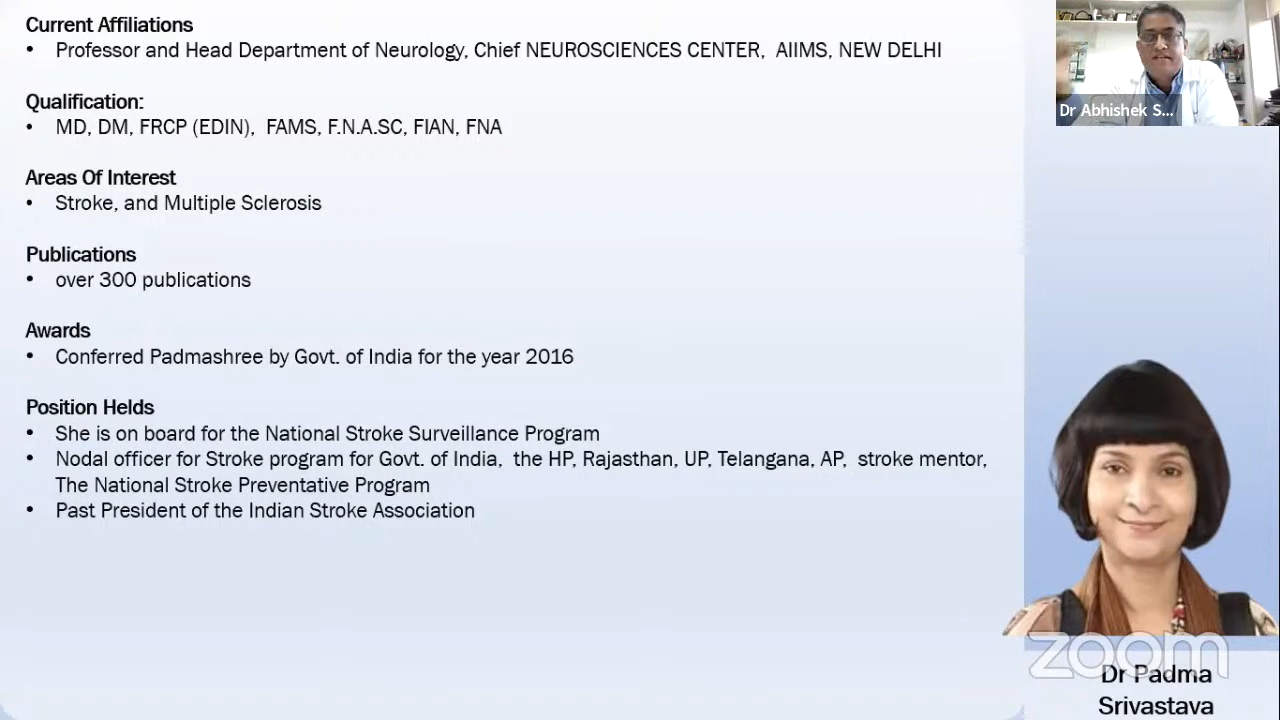 Current Affiliations
• Professor and Head Department of Neurology, Chief NEUROSCIENCES CENTER, AIIMS, NEW DELHI
Qualification:
• MD, DM, FRCP (EDIN), FAMS, F.N.A.SC, FIAN, FNA
Areas Of Interest
• Stroke, and Multiple Sclerosis
Publications
• over 300 publications
Awards
• Conferred Padmashree by Govt. of India for the year 2016
Position Helds
• She is on board for the National Stroke Surveillance Program
• Nodal officer for Stroke program for Govt. of India, the HP, Rajasthan, UP, Telangana, AP, stroke mentor,
The National Stroke Preventative Program
• Past President of the Indian Stroke Association
Dr Abhishek S...
zoom
Dr Padma
Srivastava